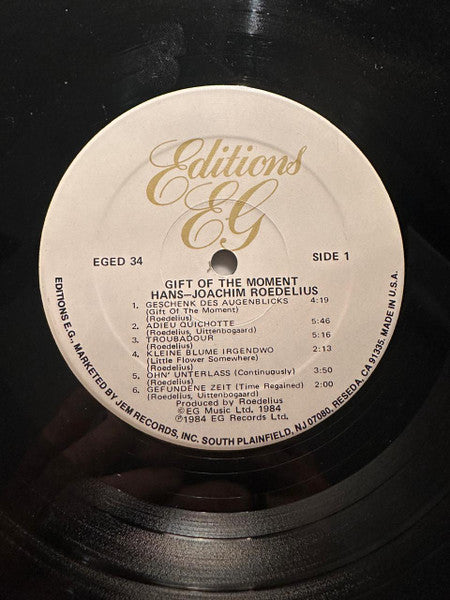 Editions
EG
EGED 34
SIDE 1
GIFT OF THE MOMENT
HANS—JOACHIM ROEDELIUS
1. GESCHENK DES AUGENBLICKS 4:19
(Gift Of The Moment)
(Roedelius)
2. ADIEU QUICHOTTE 5:46
(Roedelius, Uittenbogaard)
3. TROUBADOUR 5:16
(Roedelius)
4. KLEINE BLUME IRGENDWO 2:13
(Little Flower Somewhere)
(Roedelius)
5. OHN' UNTERLASS (Continuously) 3:50
(Roedelius)
6. GEFUNDENE ZEIT (Time Regained) 2:00
(Roedelius, Uittenbogaard)
Produced by Roedelius
©EG Music Ltd. 1984
℗1984 EG Records Ltd.
EDITIONS E.G., MARKETED BY JEM RECORDS, INC. SOUTH PLAINFIELD, NJ 07080, RESEDA, CA 91335. MADE IN U.S.A.